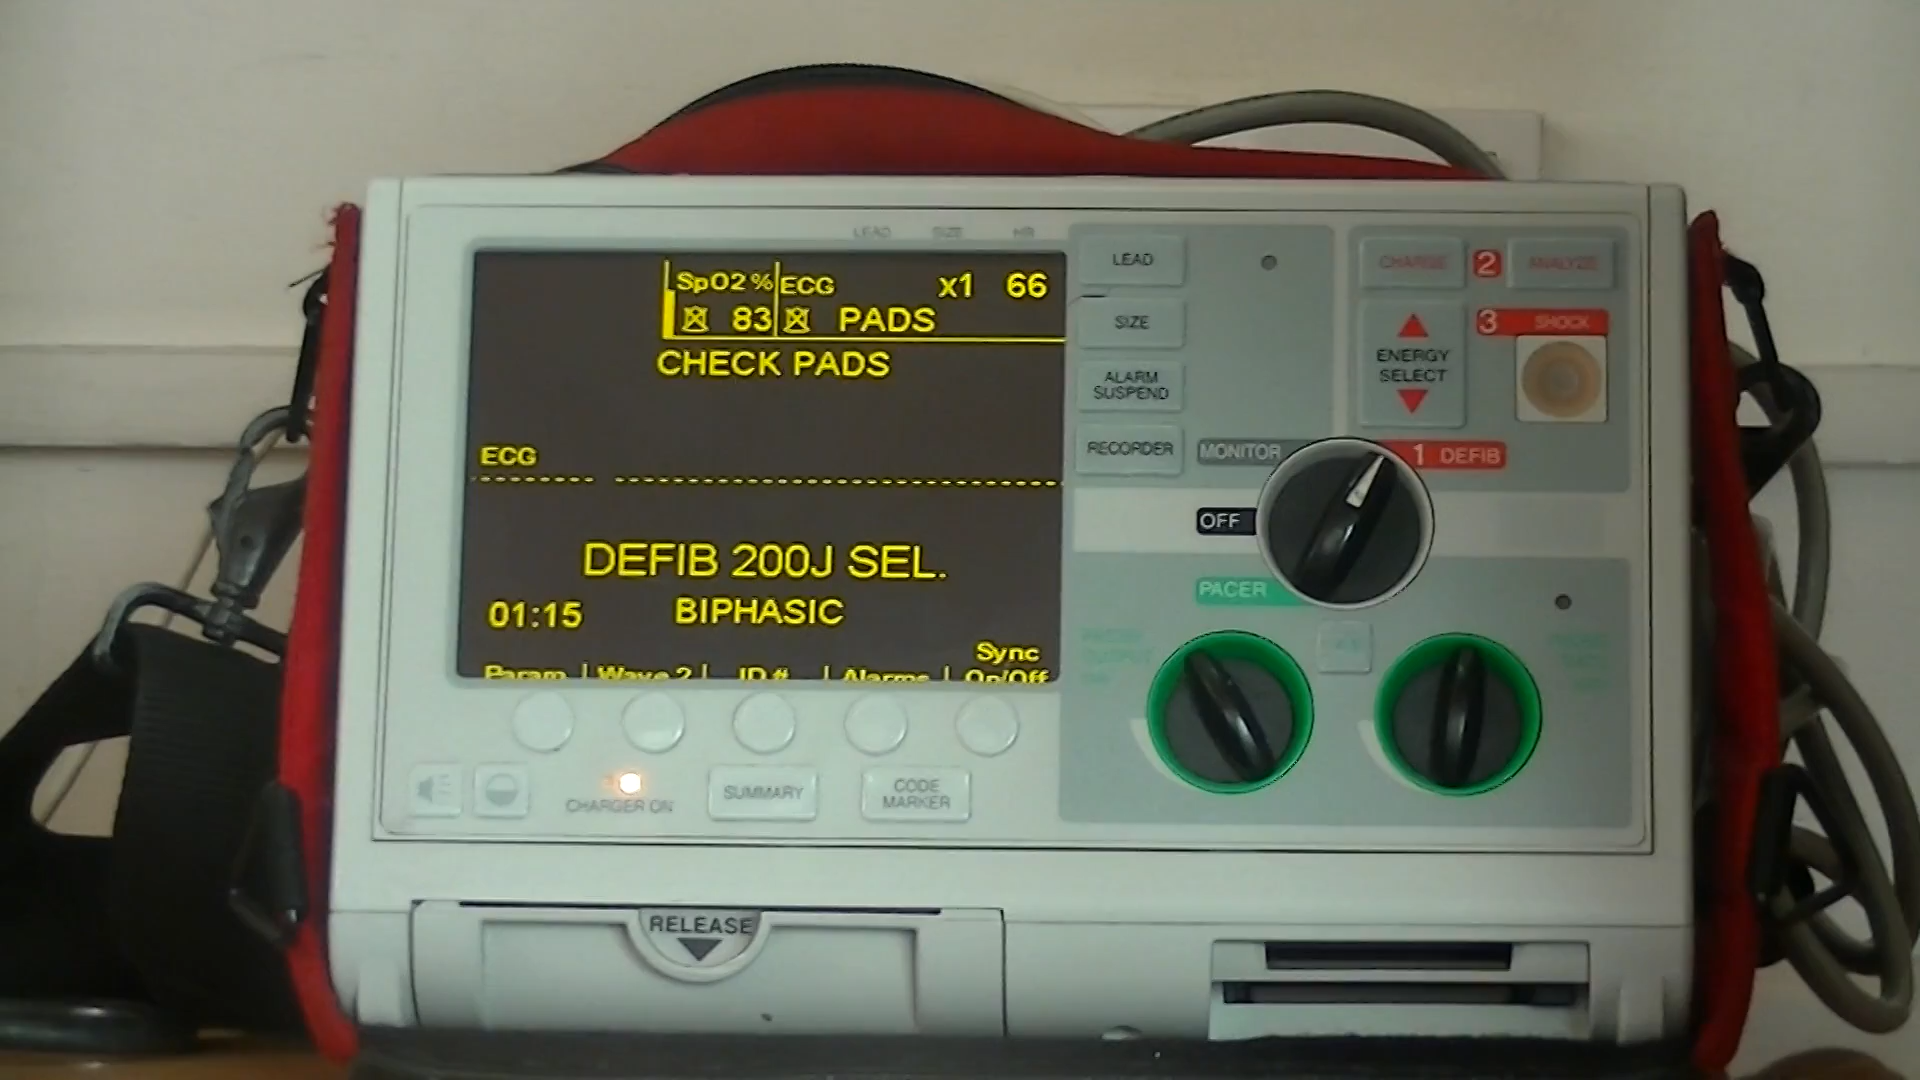 LEAD SIZE HR
SpO2 % ECG x1 66
83 PADS
CHECK PADS
ECG
DEFIB 200J SEL.
01:15 BIPHASIC
Sync
Param Wave 2 ID# Alarms On/Off
CHARGER ON
SUMMARY
CODE
MARKER
LEAD
SIZE
ALARM
SUSPEND
RECORDER
CHARGE 2 ANALYZE
3 SHOCK
ENERGY
SELECT
MONITOR
1 DEFIB
OFF
PACER
RELEASE